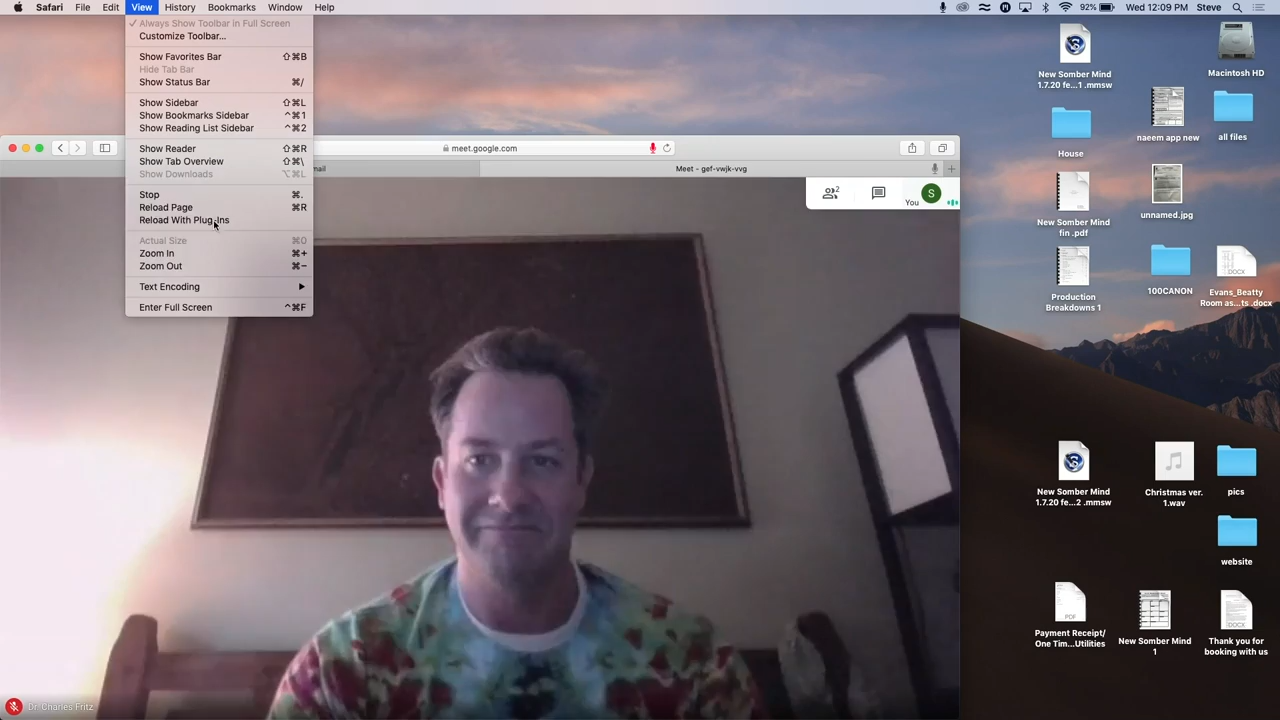 Safari File Edit View History Bookmarks Window Help
92% Wed 12:09 PM Steve
✓ Always Show Toolbar in Full Screen
Customize Toolbar...
Show Favorites Bar ⇧⌘B
Hide Tab Bar
Show Status Bar ⌘/
Show Sidebar ⇧⌘L
Show Bookmarks Sidebar ^⌘1
Show Reading List Sidebar ^⌘2
Show Reader ⇧⌘R
Show Tab Overview ⇧⌘\
Show Downloads ⌥⌘L
Stop ⌘.
Reload Page ⌘R
Reload With Plug-Ins
Actual Size ⌘0
Zoom In ⌘+
Zoom Out ⌘−
Text Encoding
Enter Full Screen ^⌘F
meet.google.com
mail
Meet - gef-vwjk-vvg
2
You
S
Dr Charles Fritz
New Somber Mind
1.7.20 fe...1 .mmsw
Macintosh HD
House
naeem app new
all files
New Somber Mind
fin .pdf
unnamed.jpg
Production
Breakdowns 1
100CANON
DOCX
Evans_Beatty
Room as...ts .docx
New Somber Mind
1.7.20 fe...2 .mmsw
Christmas ver.
1.wav
pics
website
PDF
Payment Receipt/
One Tim...Utilities
New Somber Mind
1
DOCX
Thank you for
booking with us